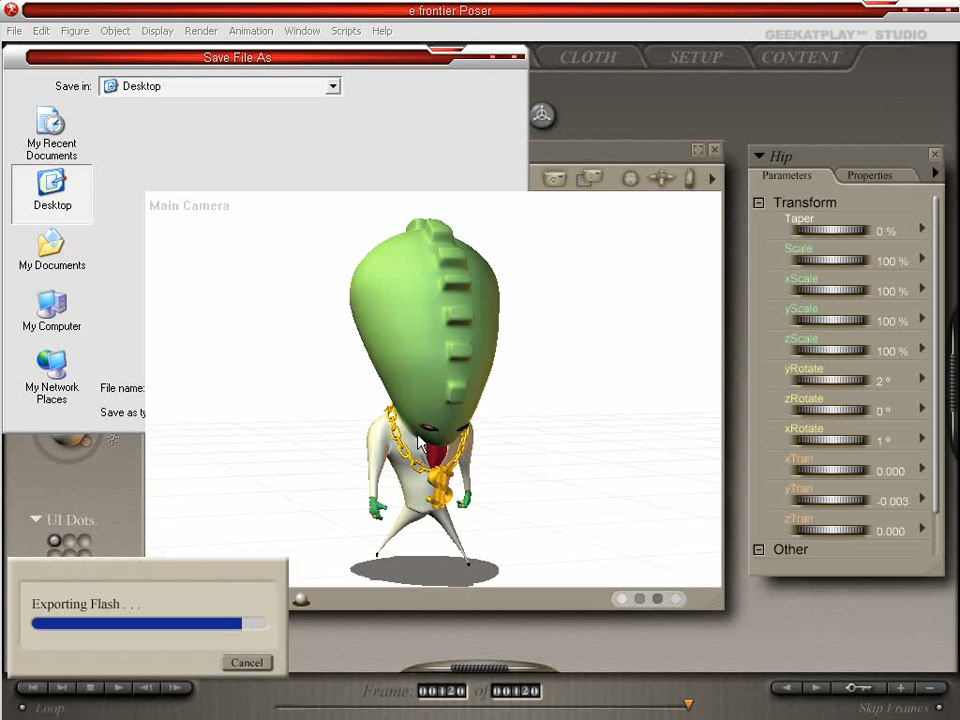 e frontier Poser
File Edit Figure Object Display Render Animation Window Scripts Help
GEEKATPLAY STUDIO
Save File As
CLOTH SETUP CONTENT
Save in: Desktop
My Recent
Documents
Desktop
My Documents
My Computer
My Network
Places
File name:
Save as ty
Main Camera
Hip
Parameters Properties
Transform
Taper
0 %
Scale
100 %
xScale
100 %
yScale
100 %
zScale
100 %
yRotate
2 °
zRotate
0 °
xRotate
1 °
xTran
0.000
yTran
-0.003
zTran
0.000
Other
UI Dots
Exporting Flash . . .
Cancel
Frame: 00120 of 00120
Loop
Skip Frames